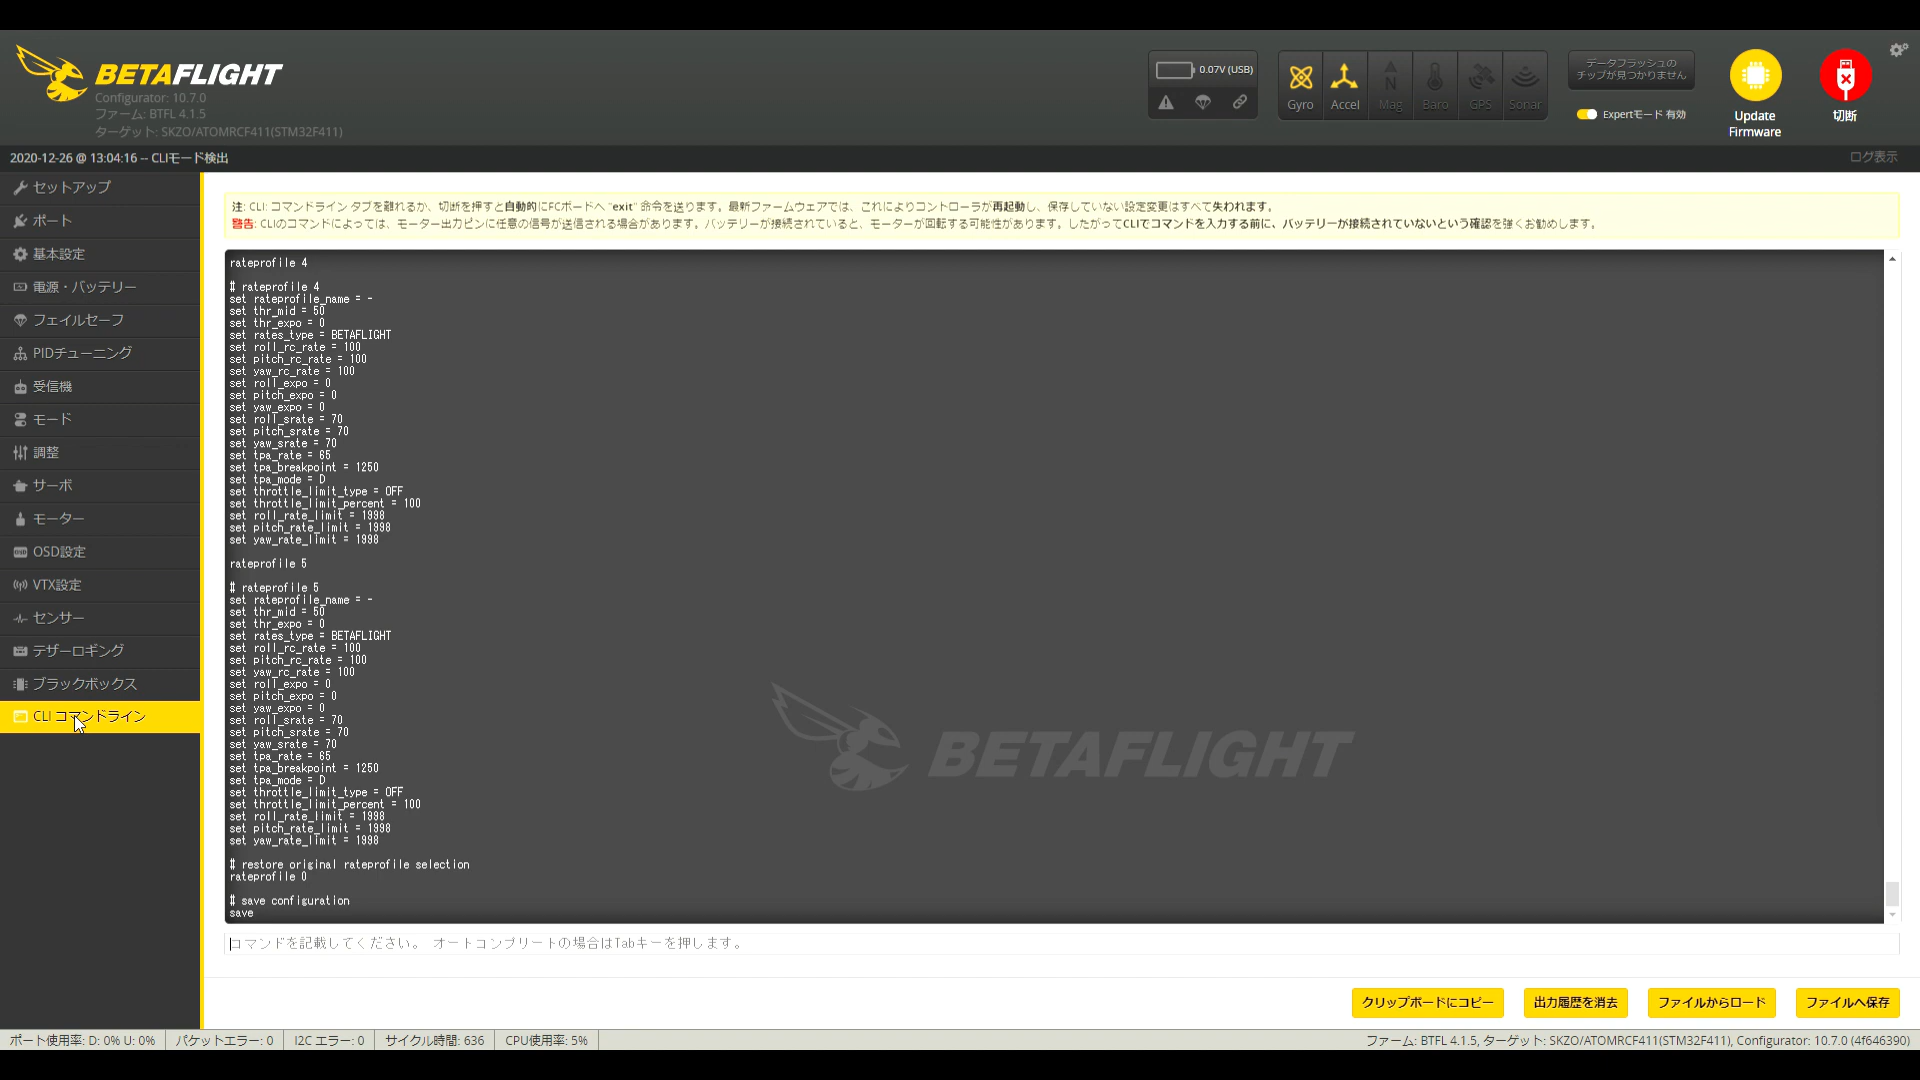 BETAFLIGHT
Configurator: 10.7.0
ファーム: BTFL 4.1.5
ターゲット: SKZO/ATOMRCF411(STM32F411)
0.07V (USB)
Gyro
Accel
Mag
Baro
GPS
Sonar
データフラッシュの
チップが見つかりません
Expertモード 有効
Update
Firmware
切断
2020-12-26 @ 13:04:16 -- CLIモード検出
ログ表示
セットアップ
ポート
基本設定
電源・バッテリー
フェイルセーフ
PIDチューニング
受信機
モード
調整
サーボ
モーター
OSD設定
VTX設定
センサー
テザーロギング
ブラックボックス
CLI コマンドライン
注: CLI: コマンドライン タブを離れるか、切断を押すと自動的にFCボードへ "exit" 命令を送ります。最新ファームウェアでは、これによりコントローラが再起動し、保存していない設定変更はすべて失われます。
警告: CLIのコマンドによっては、モーター出力ピンに任意の信号が送信される場合があります。バッテリーが接続されていると、モーターが回転する可能性があります。したがってCLIでコマンドを入力する前に、バッテリーが接続されていないという確認を強くお勧めします。
rateprofile 4
# rateprofile 4
set rateprofile_name = -
set thr_mid = 50
set thr_expo = 0
set rates_type = BETAFLIGHT
set roll_rc_rate = 100
set pitch_rc_rate = 100
set yaw_rc_rate = 100
set roll_expo = 0
set pitch_expo = 0
set yaw_expo = 0
set roll_srate = 70
set pitch_srate = 70
set yaw_srate = 70
set tpa_rate = 65
set tpa_breakpoint = 1250
set tpa_mode = D
set throttle_limit_type = OFF
set throttle_limit_percent = 100
set roll_rate_limit = 1998
set pitch_rate_limit = 1998
set yaw_rate_limit = 1998
rateprofile 5
# rateprofile 5
set rateprofile_name = -
set thr_mid = 50
set thr_expo = 0
set rates_type = BETAFLIGHT
set roll_rc_rate = 100
set pitch_rc_rate = 100
set yaw_rc_rate = 100
set roll_expo = 0
set pitch_expo = 0
set yaw_expo = 0
set roll_srate = 70
set pitch_srate = 70
set yaw_srate = 70
set tpa_rate = 65
set tpa_breakpoint = 1250
set tpa_mode = D
set throttle_limit_type = OFF
set throttle_limit_percent = 100
set roll_rate_limit = 1998
set pitch_rate_limit = 1998
set yaw_rate_limit = 1998
# restore original rateprofile selection
rateprofile 0
# save configuration
save
BETAFLIGHT
コマンドを記載してください。 オートコンプリートの場合はTabキーを押します。
クリップボードにコピー
出力履歴を消去
ファイルからロード
ファイルへ保存
ポート使用率: D: 0% U: 0%
パケットエラー: 0
I2C エラー: 0
サイクル時間: 636
CPU使用率: 5%
ファーム: BTFL 4.1.5, ターゲット: SKZO/ATOMRCF411(STM32F411), Configurator: 10.7.0 (4f646390)